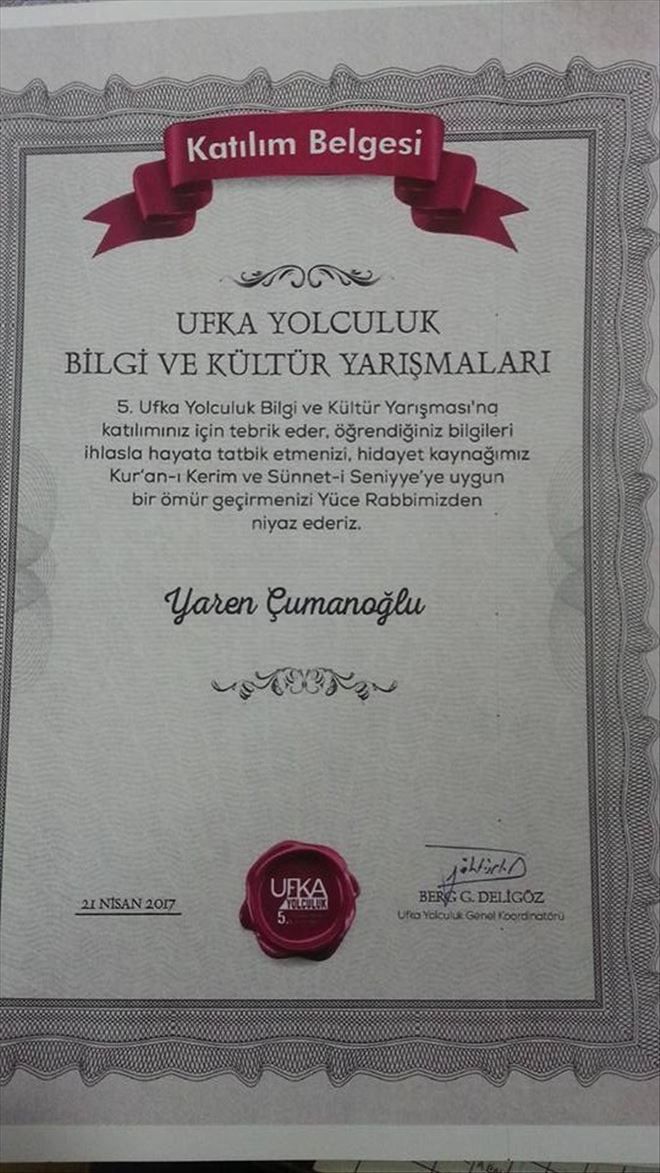 Katılım Belgesi
UFKA YOLCULUK
BİLGİ VE KÜLTÜR YARIŞMALARI
5. Ufka Yolculuk Bilgi ve Kültür Yarışması'na
katılımınız için tebrik eder, öğrendiğiniz bilgileri
ihlasla hayata tatbik etmenizi, hidayet kaynağımız
Kur'an-ı Kerim ve Sünnet-i Seniyye'ye uygun
bir ömür geçirmenizi Yüce Rabbimizden
niyaz ederiz.
Yaren Çumanoğlu
21 NİSAN 2017
UFKA
YOLCULUK
5.
BERG G. DELİGÖZ
Ufka Yolculuk Genel Koordinatörü